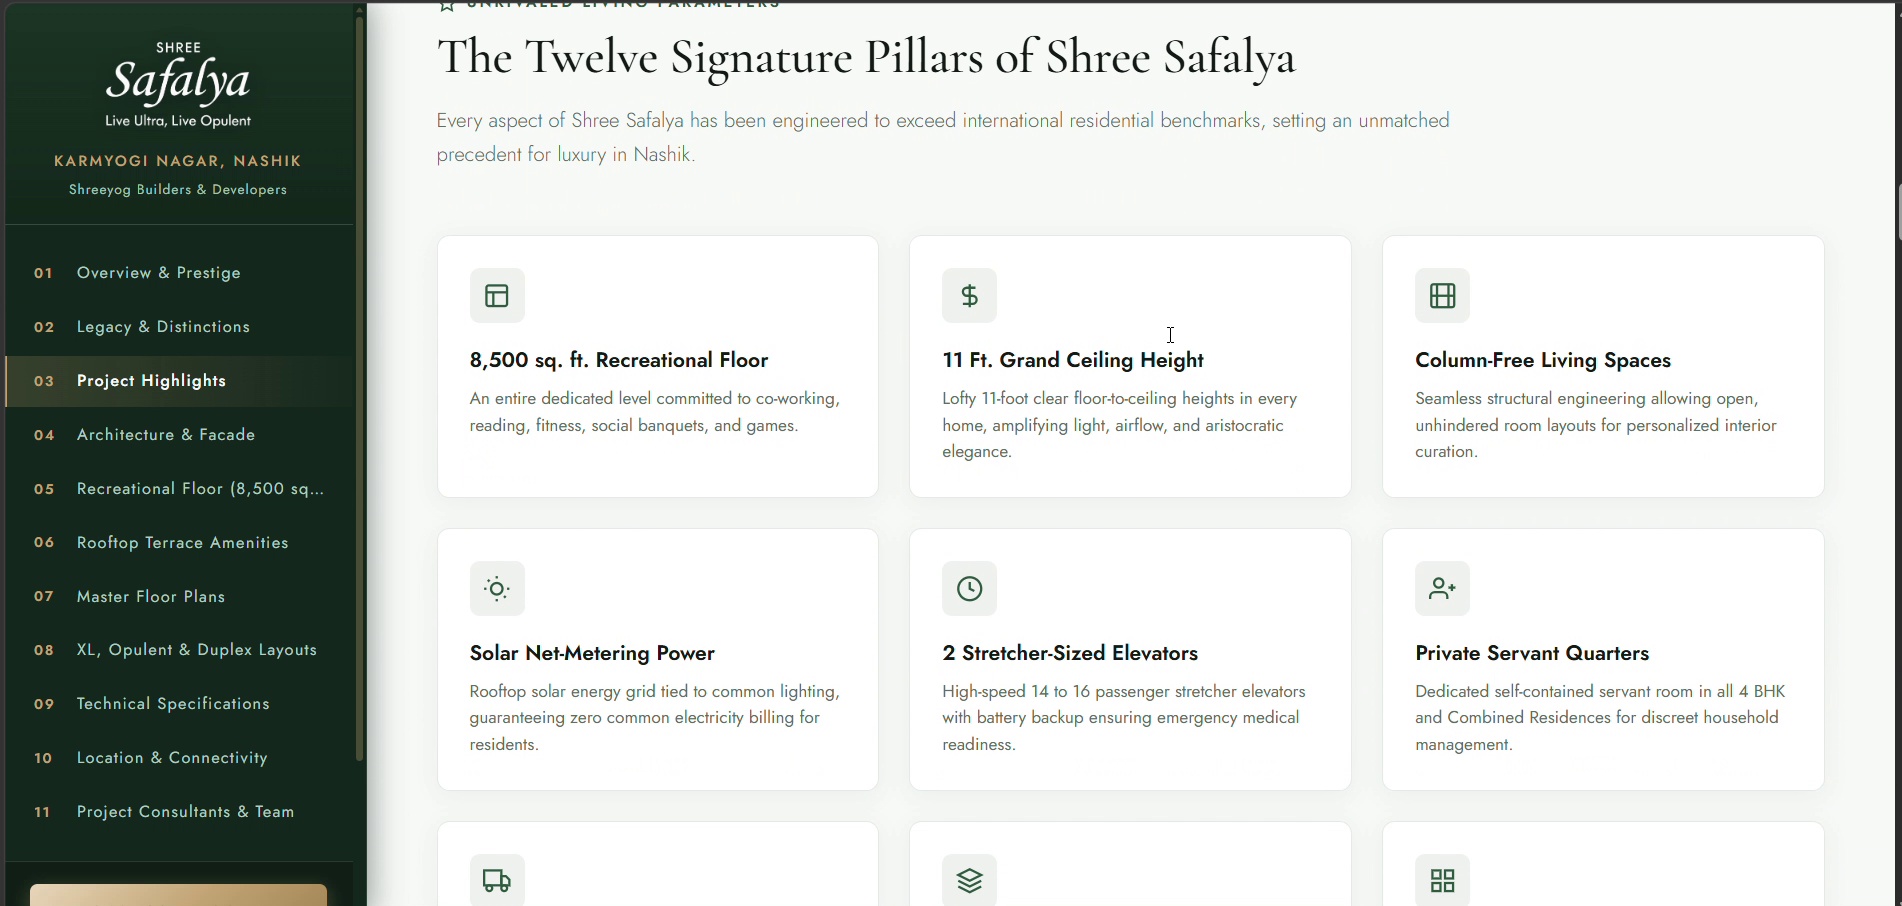 SHREE
Safalya
Live Ultra, Live Opulent
KARMYOGI NAGAR, NASHIK
Shreeyog Builders & Developers
01 Overview & Prestige
02 Legacy & Distinctions
03 Project Highlights
04 Architecture & Facade
05 Recreational Floor (8,500 sq...
06 Rooftop Terrace Amenities
07 Master Floor Plans
08 XL, Opulent & Duplex Layouts
09 Technical Specifications
10 Location & Connectivity
11 Project Consultants & Team
UNRIVALED LIVING PARAMETERS
The Twelve Signature Pillars of Shree Safalya
Every aspect of Shree Safalya has been engineered to exceed international residential benchmarks, setting an unmatched
precedent for luxury in Nashik.
8,500 sq. ft. Recreational Floor
An entire dedicated level committed to co-working,
reading, fitness, social banquets, and games.
11 Ft. Grand Ceiling Height
Lofty 11-foot clear floor-to-ceiling heights in every
home, amplifying light, airflow, and aristocratic
elegance.
Column-Free Living Spaces
Seamless structural engineering allowing open,
unhindered room layouts for personalized interior
curation.
Solar Net-Metering Power
Rooftop solar energy grid tied to common lighting,
guaranteeing zero common electricity billing for
residents.
2 Stretcher-Sized Elevators
High-speed 14 to 16 passenger stretcher elevators
with battery backup ensuring emergency medical
readiness.
Private Servant Quarters
Dedicated self-contained servant room in all 4 BHK
and Combined Residences for discreet household
management.